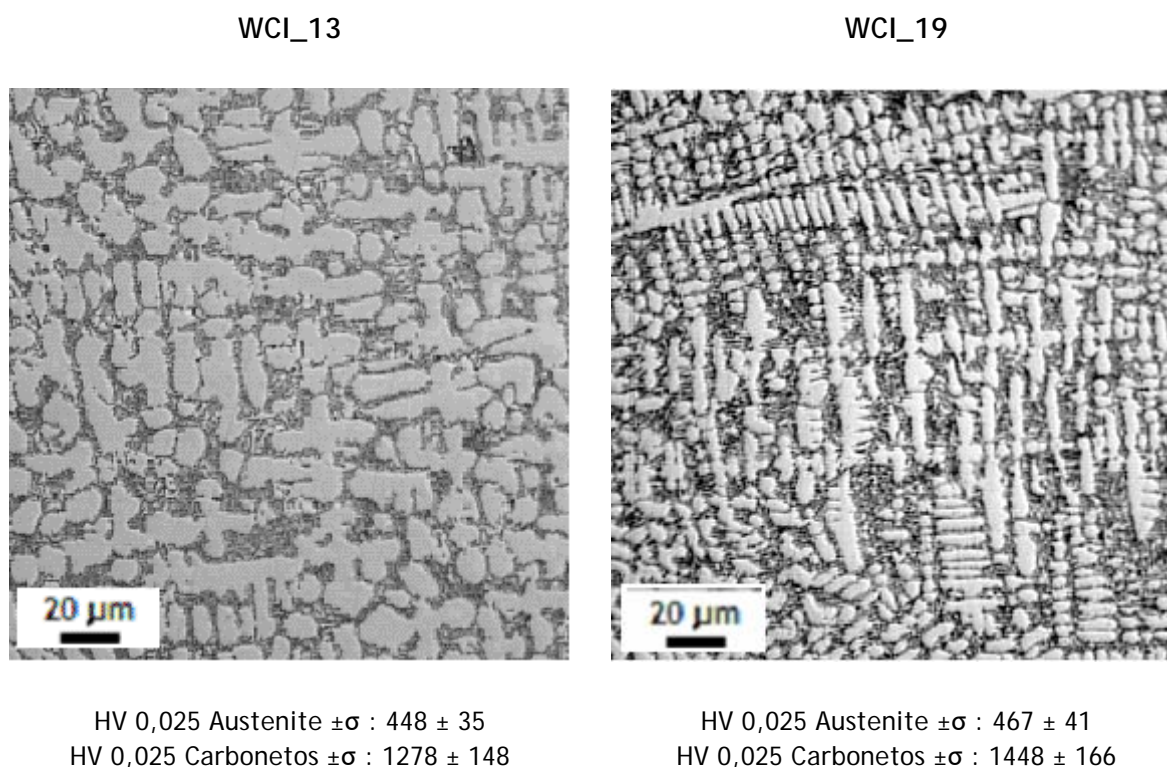 WCI_13
WCI_19
20 µm
20 µm
HV 0,025 Austenite ±σ : 448 ± 35
HV 0,025 Carbonetos ±σ : 1278 ± 148
HV 0,025 Austenite ±σ : 467 ± 41
HV 0,025 Carbonetos ±σ : 1448 ± 166